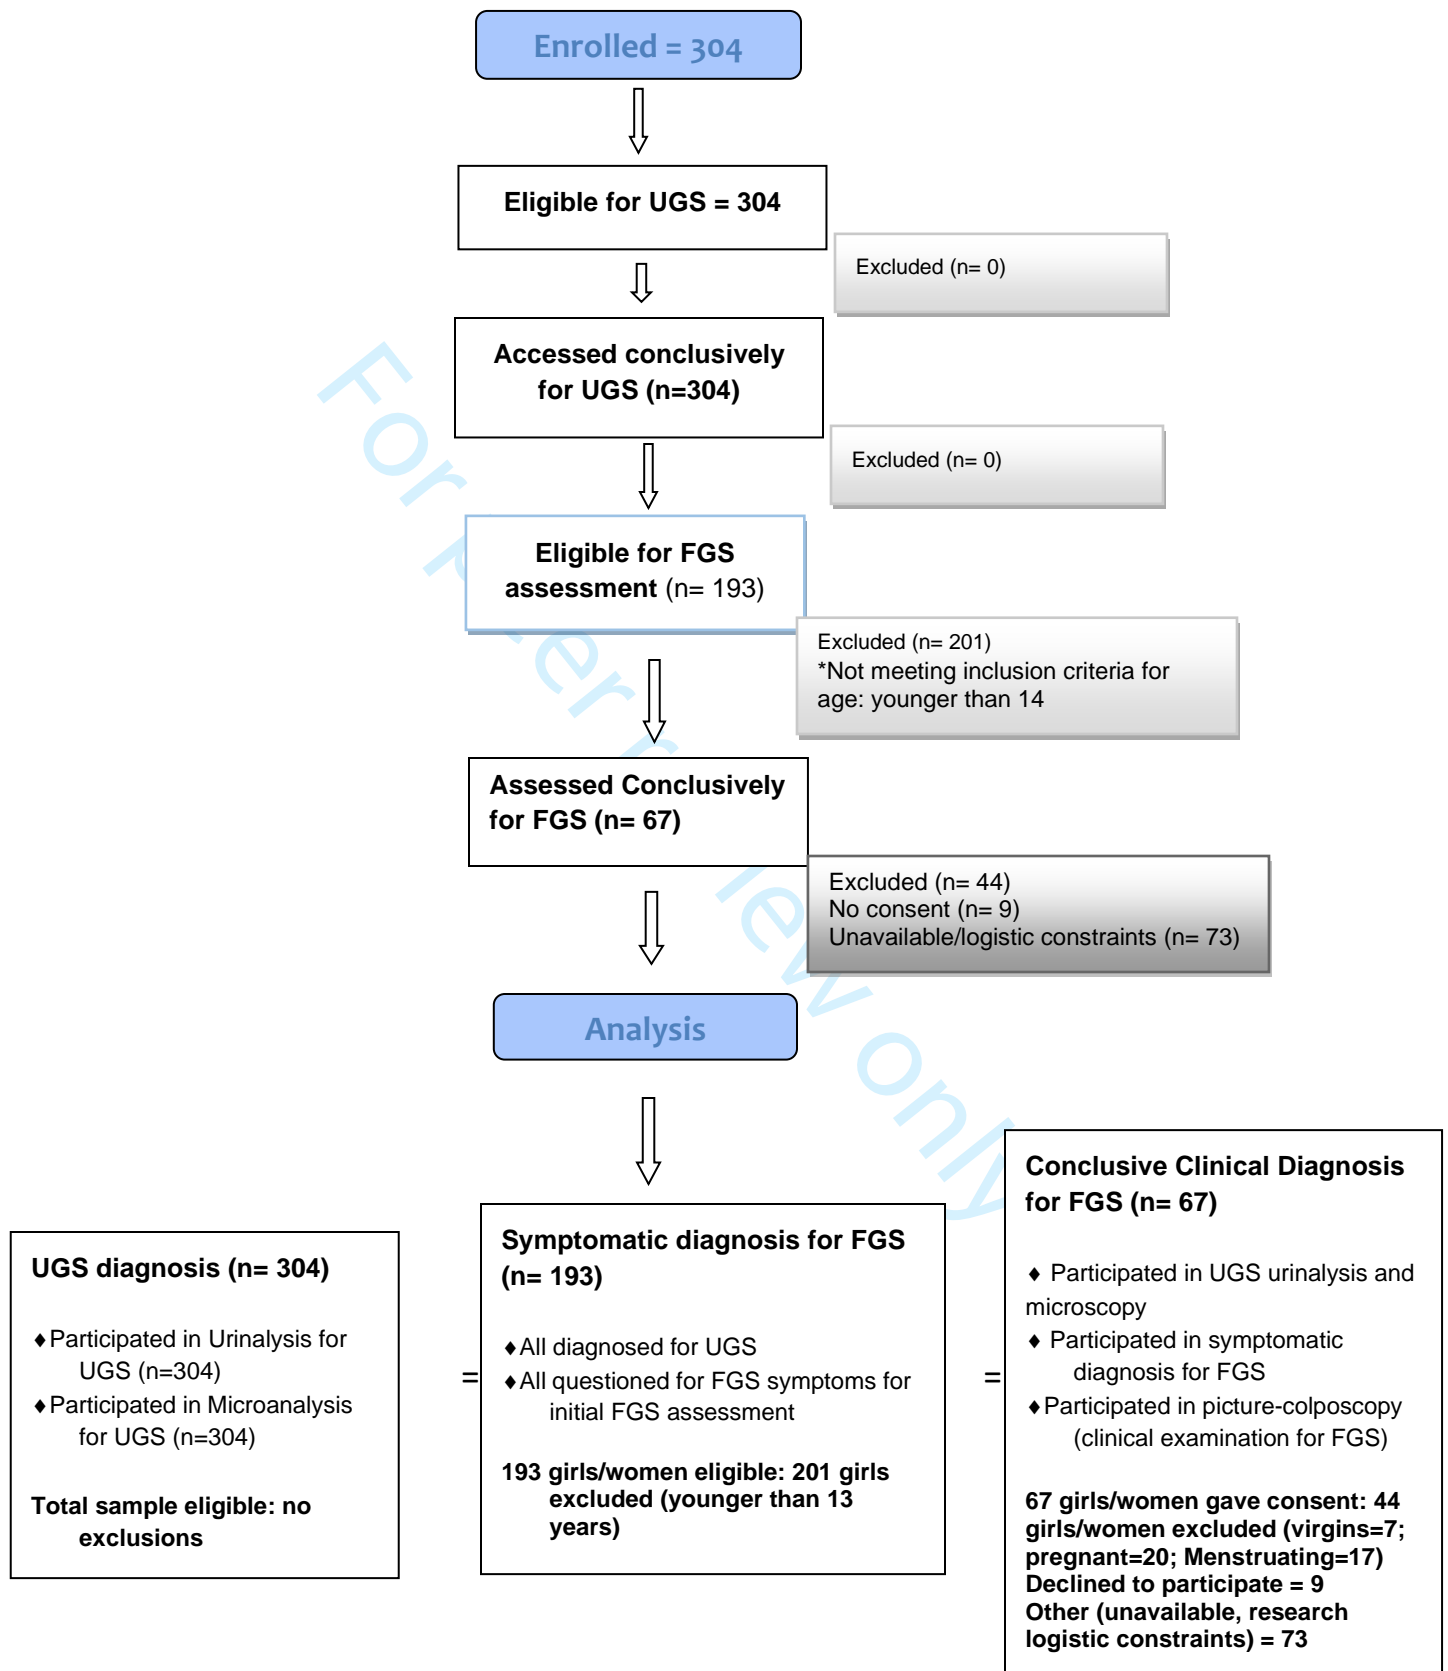 Enrolled = 304
Eligible for UGS = 304
Excluded (n= 0)
Accessed conclusively
for UGS (n=304)
Excluded (n= 0)
Eligible for FGS
assessment (n= 193)
Excluded (n= 201)
*Not meeting inclusion criteria for
age: younger than 14
Assessed Conclusively
for FGS (n= 67)
Excluded (n= 44)
No consent (n= 9)
Unavailable/logistic constraints (n= 73)
Analysis
UGS diagnosis (n= 304)
♦Participated in Urinalysis for
UGS (n=304)
♦Participated in Microanalysis
for UGS (n=304)
Total sample eligible: no
exclusions
=
Symptomatic diagnosis for FGS
(n= 193)
♦All diagnosed for UGS
♦All questioned for FGS symptoms for
initial FGS assessment
193 girls/women eligible: 201 girls
excluded (younger than 13
years)
=
Conclusive Clinical Diagnosis
for FGS (n= 67)
♦ Participated in UGS urinalysis and
microscopy
♦ Participated in symptomatic
diagnosis for FGS
♦Participated in picture-colposcopy
(clinical examination for FGS)
67 girls/women gave consent: 44
girls/women excluded (virgins=7;
pregnant=20; Menstruating=17)
Declined to participate = 9
Other (unavailable, research
logistic constraints) = 73
For only